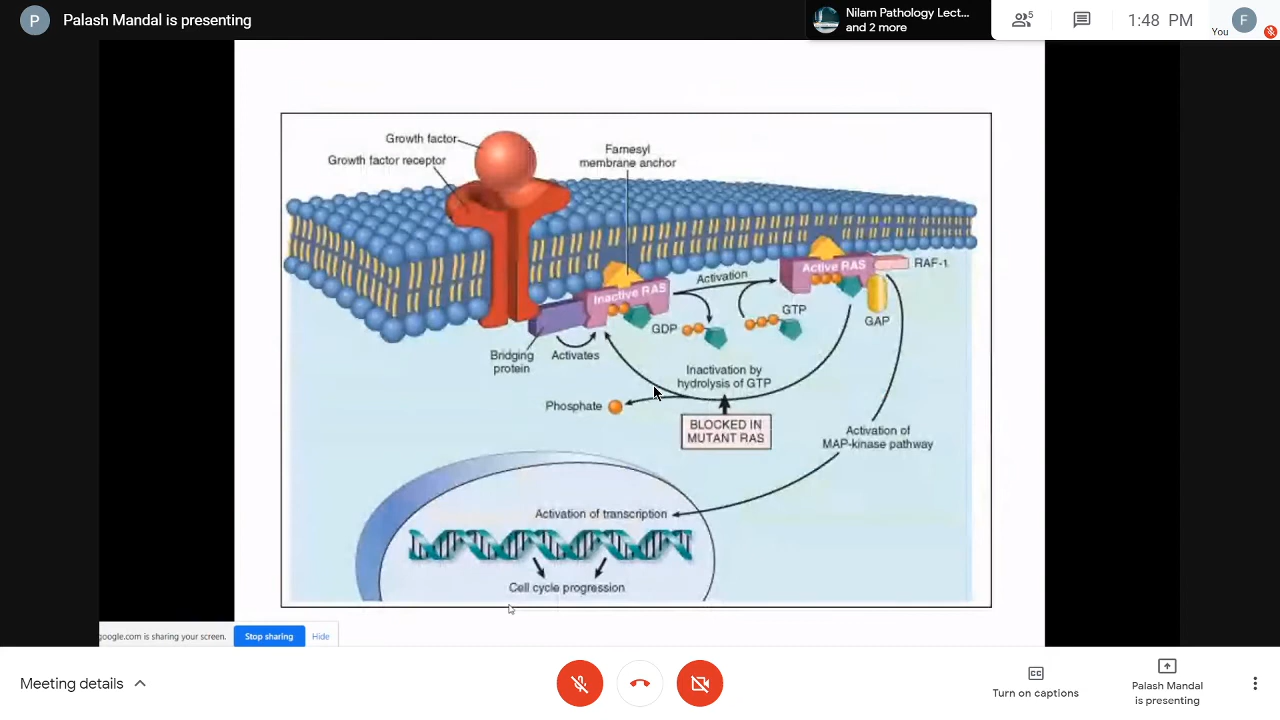 P
Palash Mandal is presenting
Nilam Pathology Lect...
and 2 more
5
1:48 PM
You
F
Growth factor
Growth factor receptor
Farnesyl
membrane anchor
Inactive RAS
Activation
Active RAS
RAF-1
GDP
GTP
GAP
Bridging
protein
Activates
Inactivation by
hydrolysis of GTP
Phosphate
BLOCKED IN
MUTANT RAS
Activation of
MAP-kinase pathway
Activation of transcription
Cell cycle progression
google.com is sharing your screen.
Stop sharing
Hide
Meeting details
CC
Turn on captions
Palash Mandal
is presenting